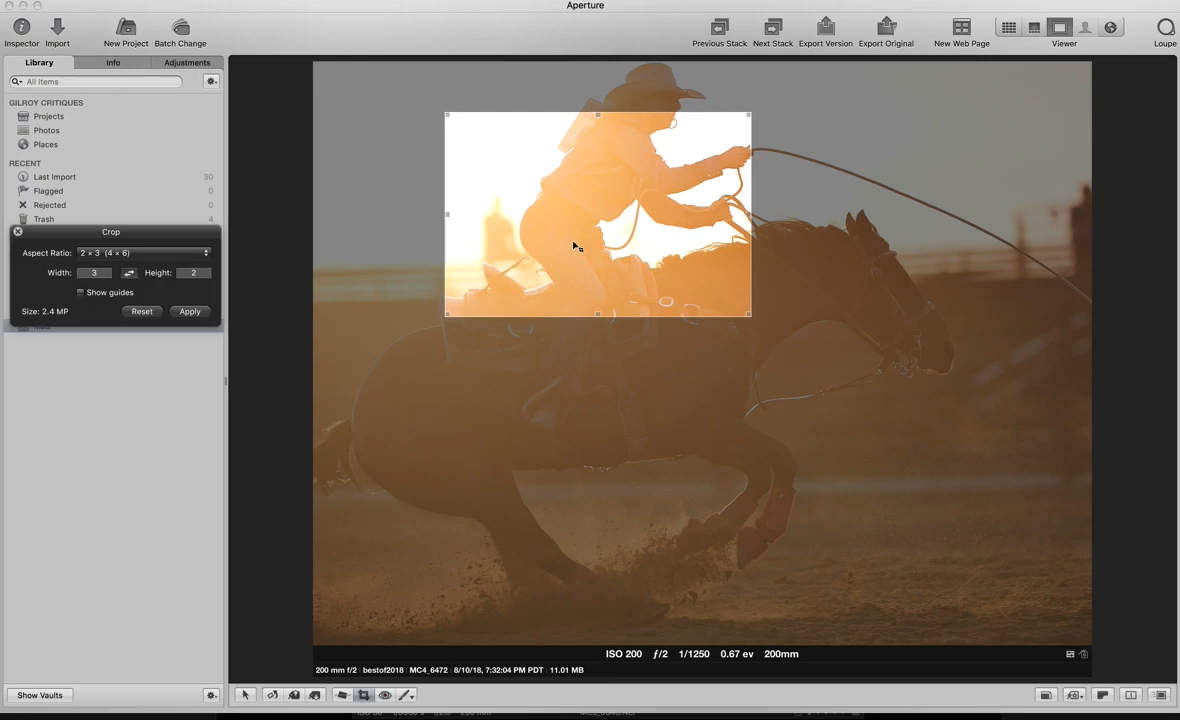 Aperture
Inspector
Import
New Project
Batch Change
Previous Stack
Next Stack
Export Version
Export Original
New Web Page
Viewer
Loupe
Library
Info
Adjustments
All Items
GILROY CRITIQUES
Projects
Photos
Places
RECENT
Last Import 30
Flagged 0
Rejected 0
Trash 4
Crop
Aspect Ratio: 2 × 3 (4 × 6)
Width: 3 Height: 2
Show guides
Size: 2.4 MP
Reset
Apply
ISO 200 ƒ/2 1/1250 0.67 ev 200mm
200 mm f/2 bestof2018 MC4_6472 8/10/18, 7:32:04 PM PDT 11.01 MB
Show Vaults